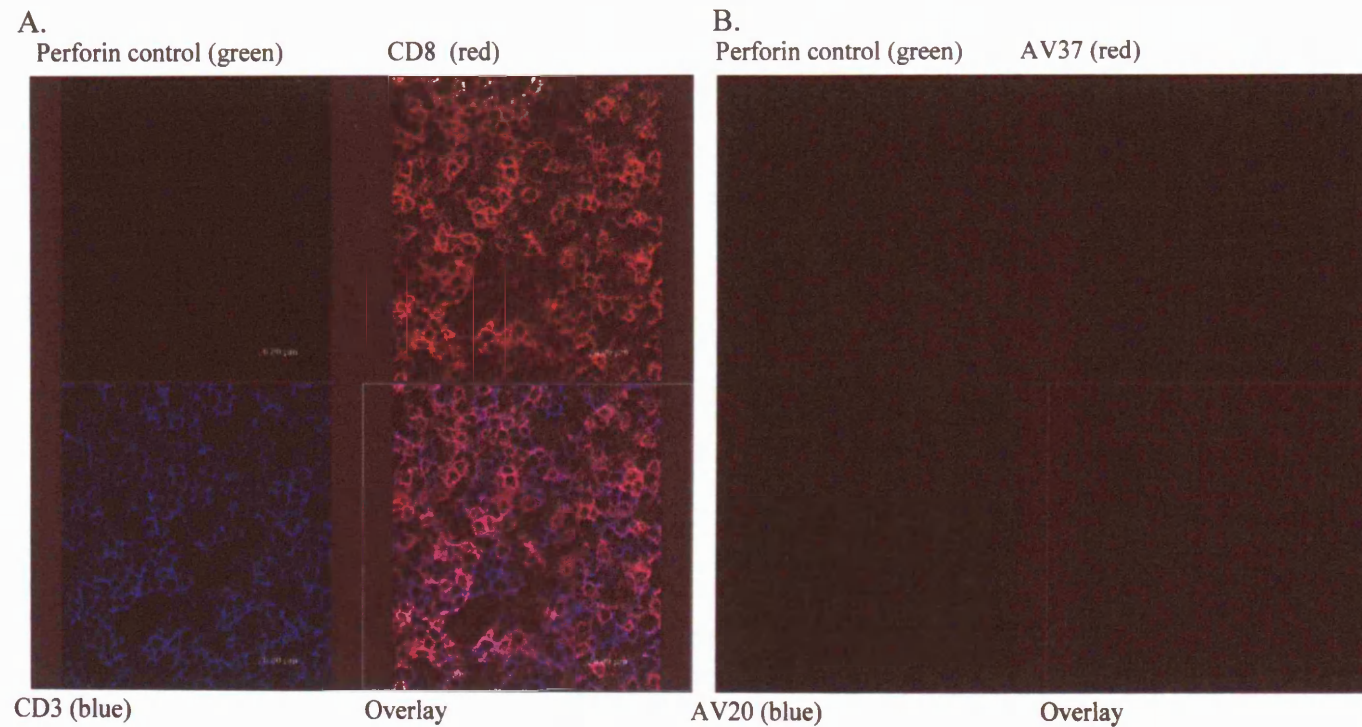 A.
B.
Perforin control (green) CD8 (red)
Perforin control (green) AV37 (red)
CD3 (blue) Overlay
AV20 (blue) Overlay